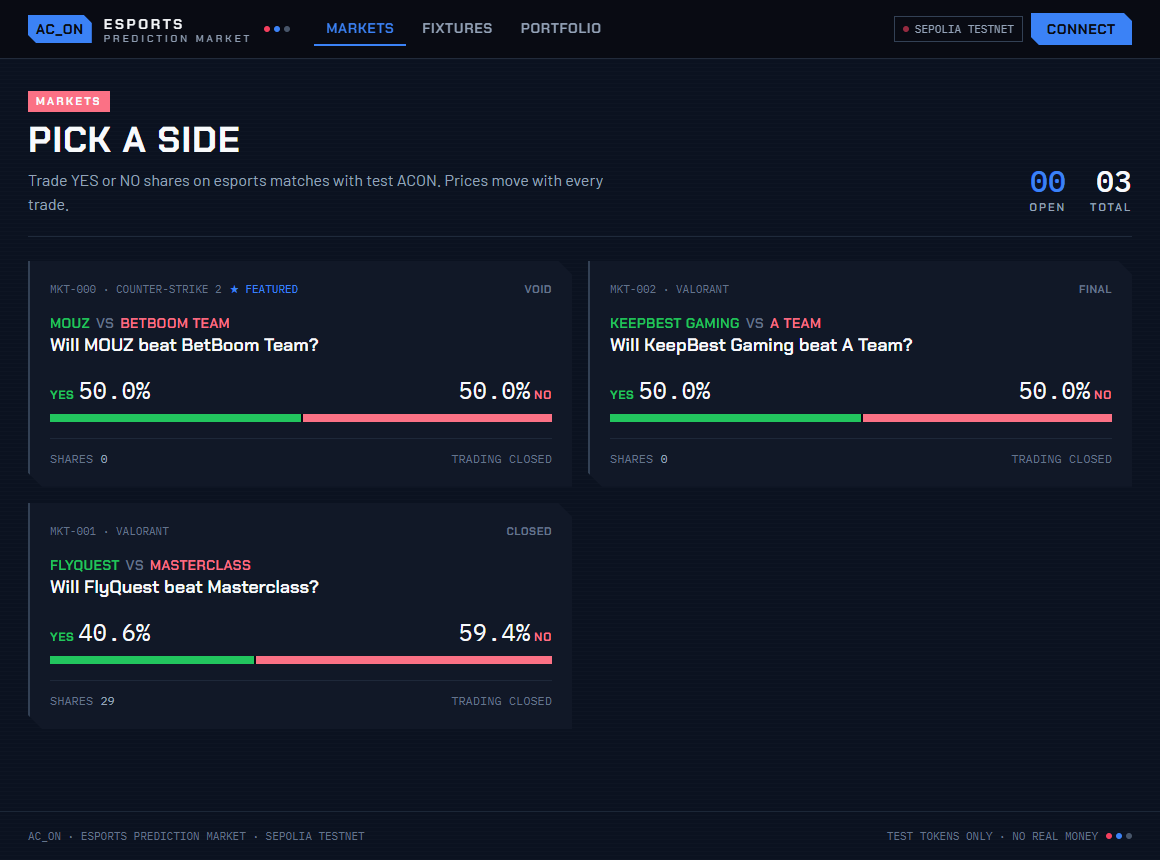 AC_ON ESPORTS PREDICTION MARKET MARKETS FIXTURES PORTFOLIO SEPOLIA TESTNET CONNECT
MARKETS
PICK A SIDE
Trade YES or NO shares on esports matches with test ACON. Prices move with every
trade.
00 OPEN
03 TOTAL
MKT-000 · COUNTER-STRIKE 2 ★ FEATURED VOID
MOUZ VS BETBOOM TEAM
Will MOUZ beat BetBoom Team?
YES 50.0% 50.0% NO
SHARES 0 TRADING CLOSED
MKT-002 · VALORANT FINAL
KEEPBEST GAMING VS A TEAM
Will KeepBest Gaming beat A Team?
YES 50.0% 50.0% NO
SHARES 0 TRADING CLOSED
MKT-001 · VALORANT CLOSED
FLYQUEST VS MASTERCLASS
Will FlyQuest beat Masterclass?
YES 40.6% 59.4% NO
SHARES 29 TRADING CLOSED
AC_ON · ESPORTS PREDICTION MARKET · SEPOLIA TESTNET TEST TOKENS ONLY · NO REAL MONEY